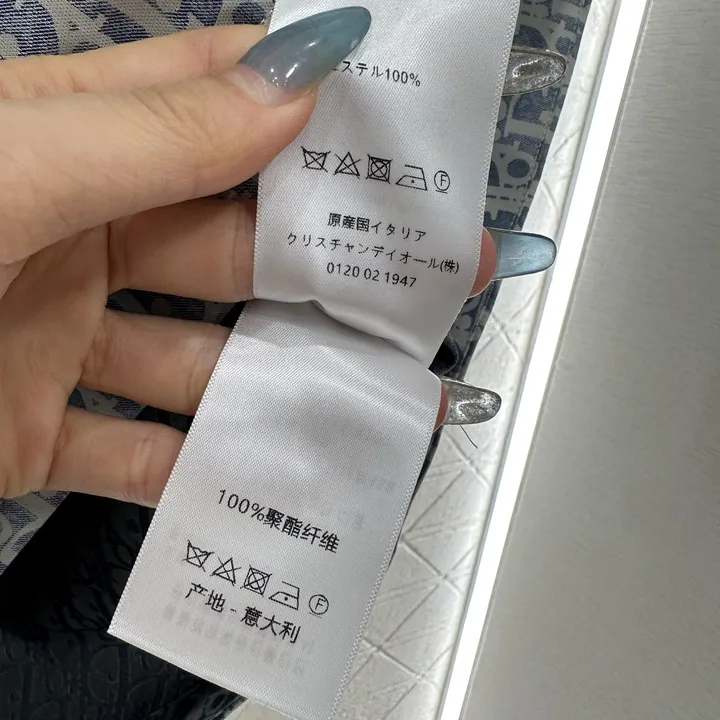 エステル100%
F
原産国イタリア
クリスチャンディオール(株)
0120 02 1947
100%聚酯纤维
F
产地 - 意大利